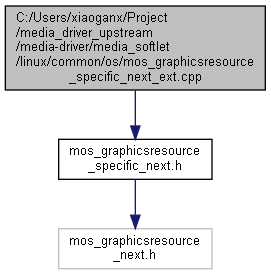 C:/Users/xiaoganx/Project
/media_driver_upstream
/media-driver/media_softlet
/linux/common/os/mos_graphicsresource
_specific_next_ext.cpp
mos_graphicsresource
_specific_next.h
mos_graphicsresource
_next.h